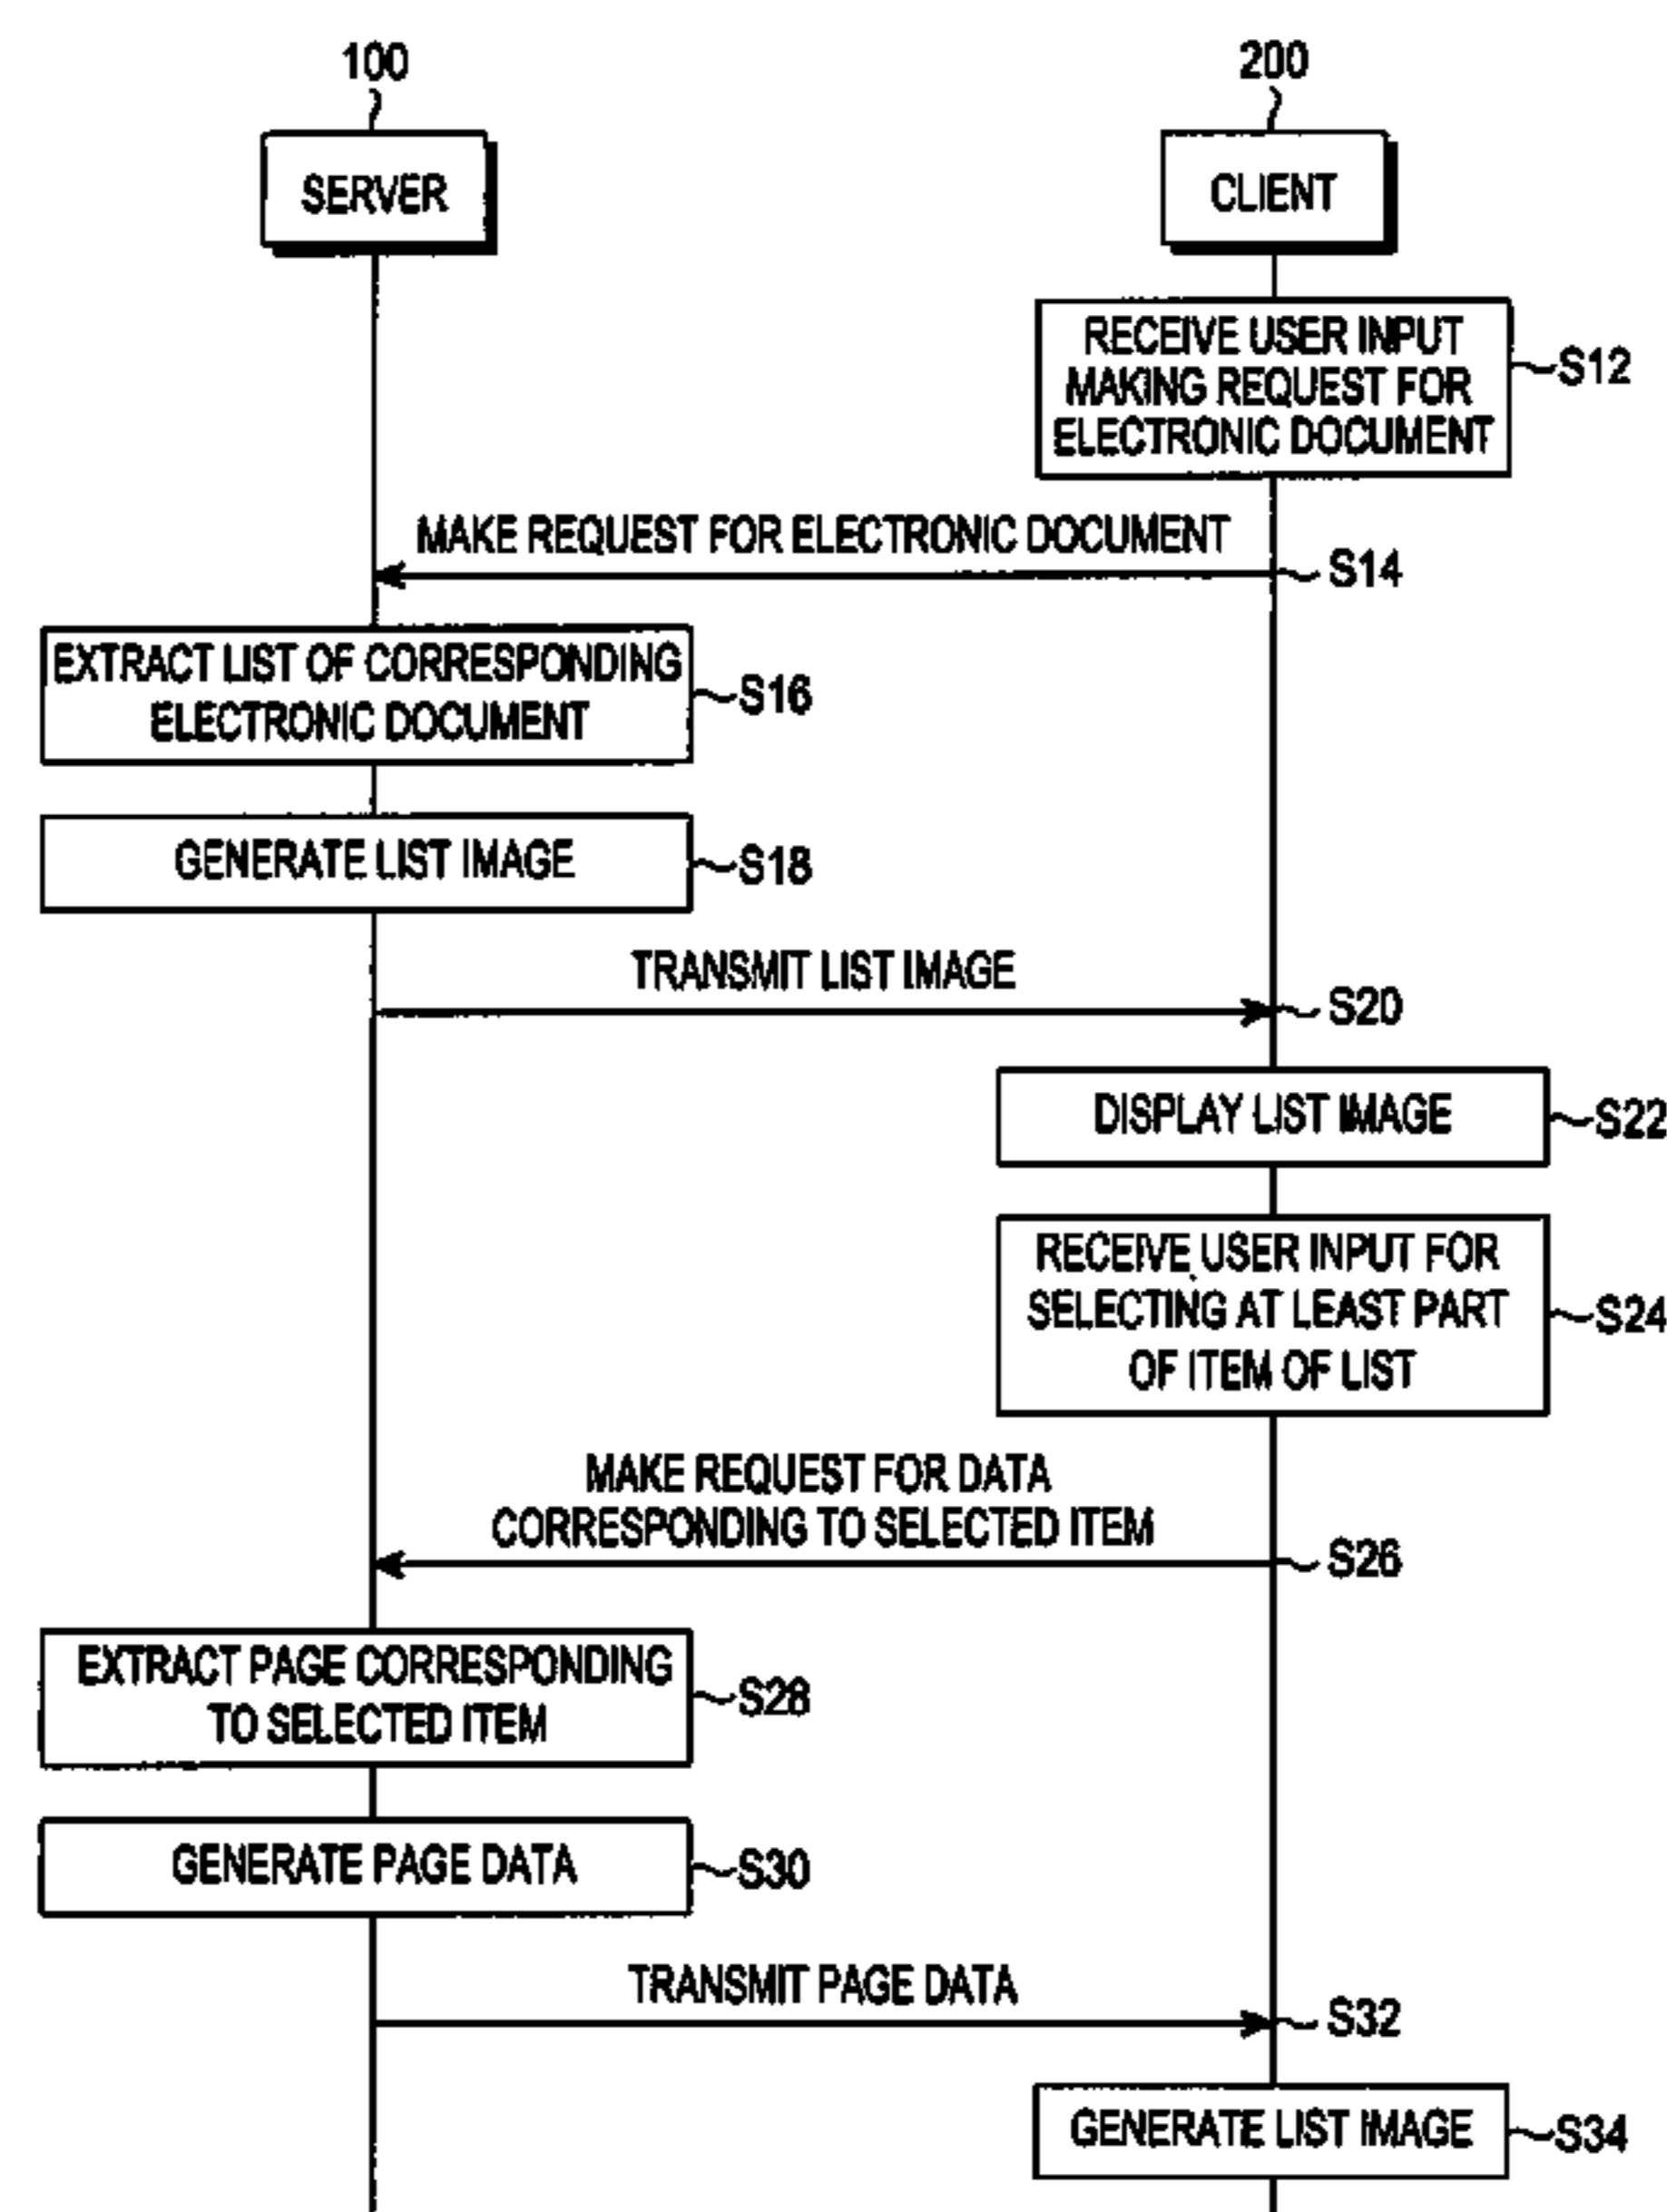 100
200
SERVER
CLIENT
RECEIVE USER INPUT
MAKING REQUEST FOR
ELECTRONIC DOCUMENT
S12
MAKE REQUEST FOR ELECTRONIC DOCUMENT
S14
EXTRACT LIST OF CORRESPONDING
ELECTRONIC DOCUMENT
S16
GENERATE LIST IMAGE
S18
TRANSMIT LIST IMAGE
S20
DISPLAY LIST IMAGE
S22
RECEIVE USER INPUT FOR
SELECTING AT LEAST PART
OF ITEM OF LIST
S24
MAKE REQUEST FOR DATA
CORRESPONDING TO SELECTED ITEM
S26
EXTRACT PAGE CORRESPONDING
TO SELECTED ITEM
S28
GENERATE PAGE DATA
S30
TRANSMIT PAGE DATA
S32
GENERATE LIST IMAGE
S34